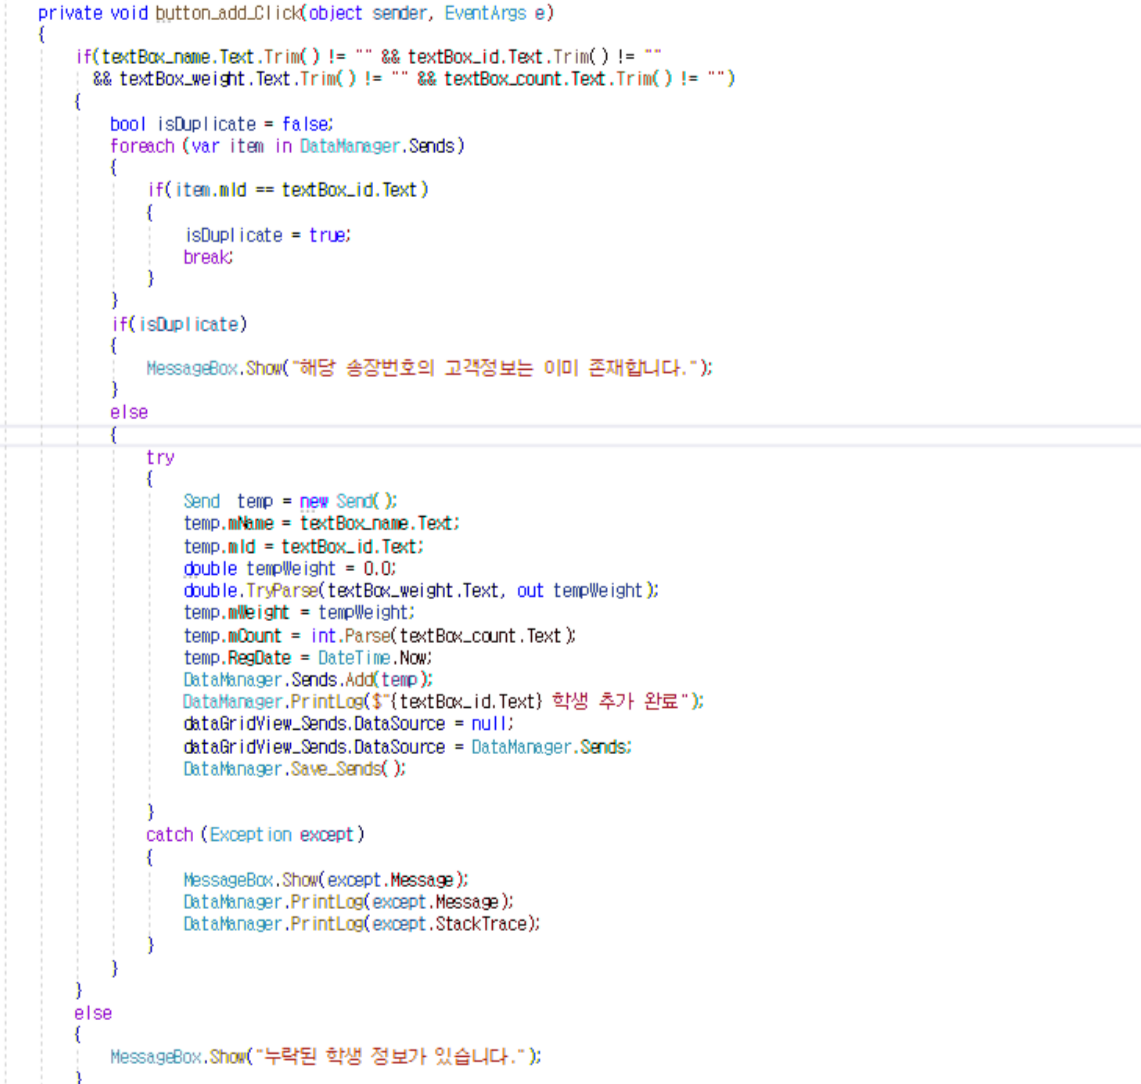 private void button_add_Click(object sender, EventArgs e)
{
if(textBox_name.Text.Trim() != "" && textBox_id.Text.Trim() != ""
&& textBox_weight.Text.Trim() != "" && textBox_count.Text.Trim() != "")
{
bool isDuplicate = false;
foreach (var item in DataManager.Sends)
{
if(item.mId == textBox_id.Text)
{
isDuplicate = true;
break;
}
}
if(isDuplicate)
{
MessageBox.Show("해당 송장번호의 고객정보는 이미 존재합니다.");
}
else
{
try
{
Send temp = new Send();
temp.mName = textBox_name.Text;
temp.mId = textBox_id.Text;
double tempWeight = 0.0;
double.TryParse(textBox_weight.Text, out tempWeight);
temp.mWeight = tempWeight;
temp.mCount = int.Parse(textBox_count.Text);
temp.RegDate = DateTime.Now;
DataManager.Sends.Add(temp);
DataManager.PrintLog($"{textBox_id.Text} 학생 추가 완료");
dataGridView_Sends.DataSource = null;
dataGridView_Sends.DataSource = DataManager.Sends;
DataManager.Save_Sends();
}
catch (Exception except)
{
MessageBox.Show(except.Message);
DataManager.PrintLog(except.Message);
DataManager.PrintLog(except.StackTrace);
}
}
}
else
{
MessageBox.Show("누락된 학생 정보가 있습니다.");
}